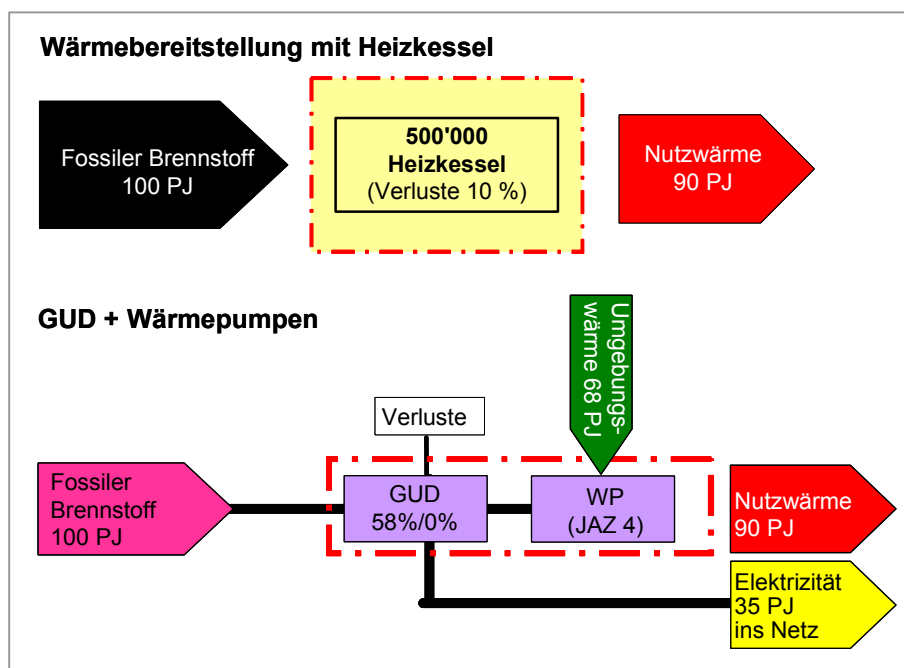 Wärmebereitstellung mit Heizkessel
Fossiler Brennstoff
100 PJ
500'000
Heizkessel
(Verluste 10 %)
Nutzwärme
90 PJ
GUD + Wärmepumpen
Umgebungs-
wärme 68 PJ
Verluste
Fossiler
Brennstoff
100 PJ
GUD
58%/0%
WP
(JAZ 4)
Nutzwärme
90 PJ
Elektrizität
35 PJ
ins Netz